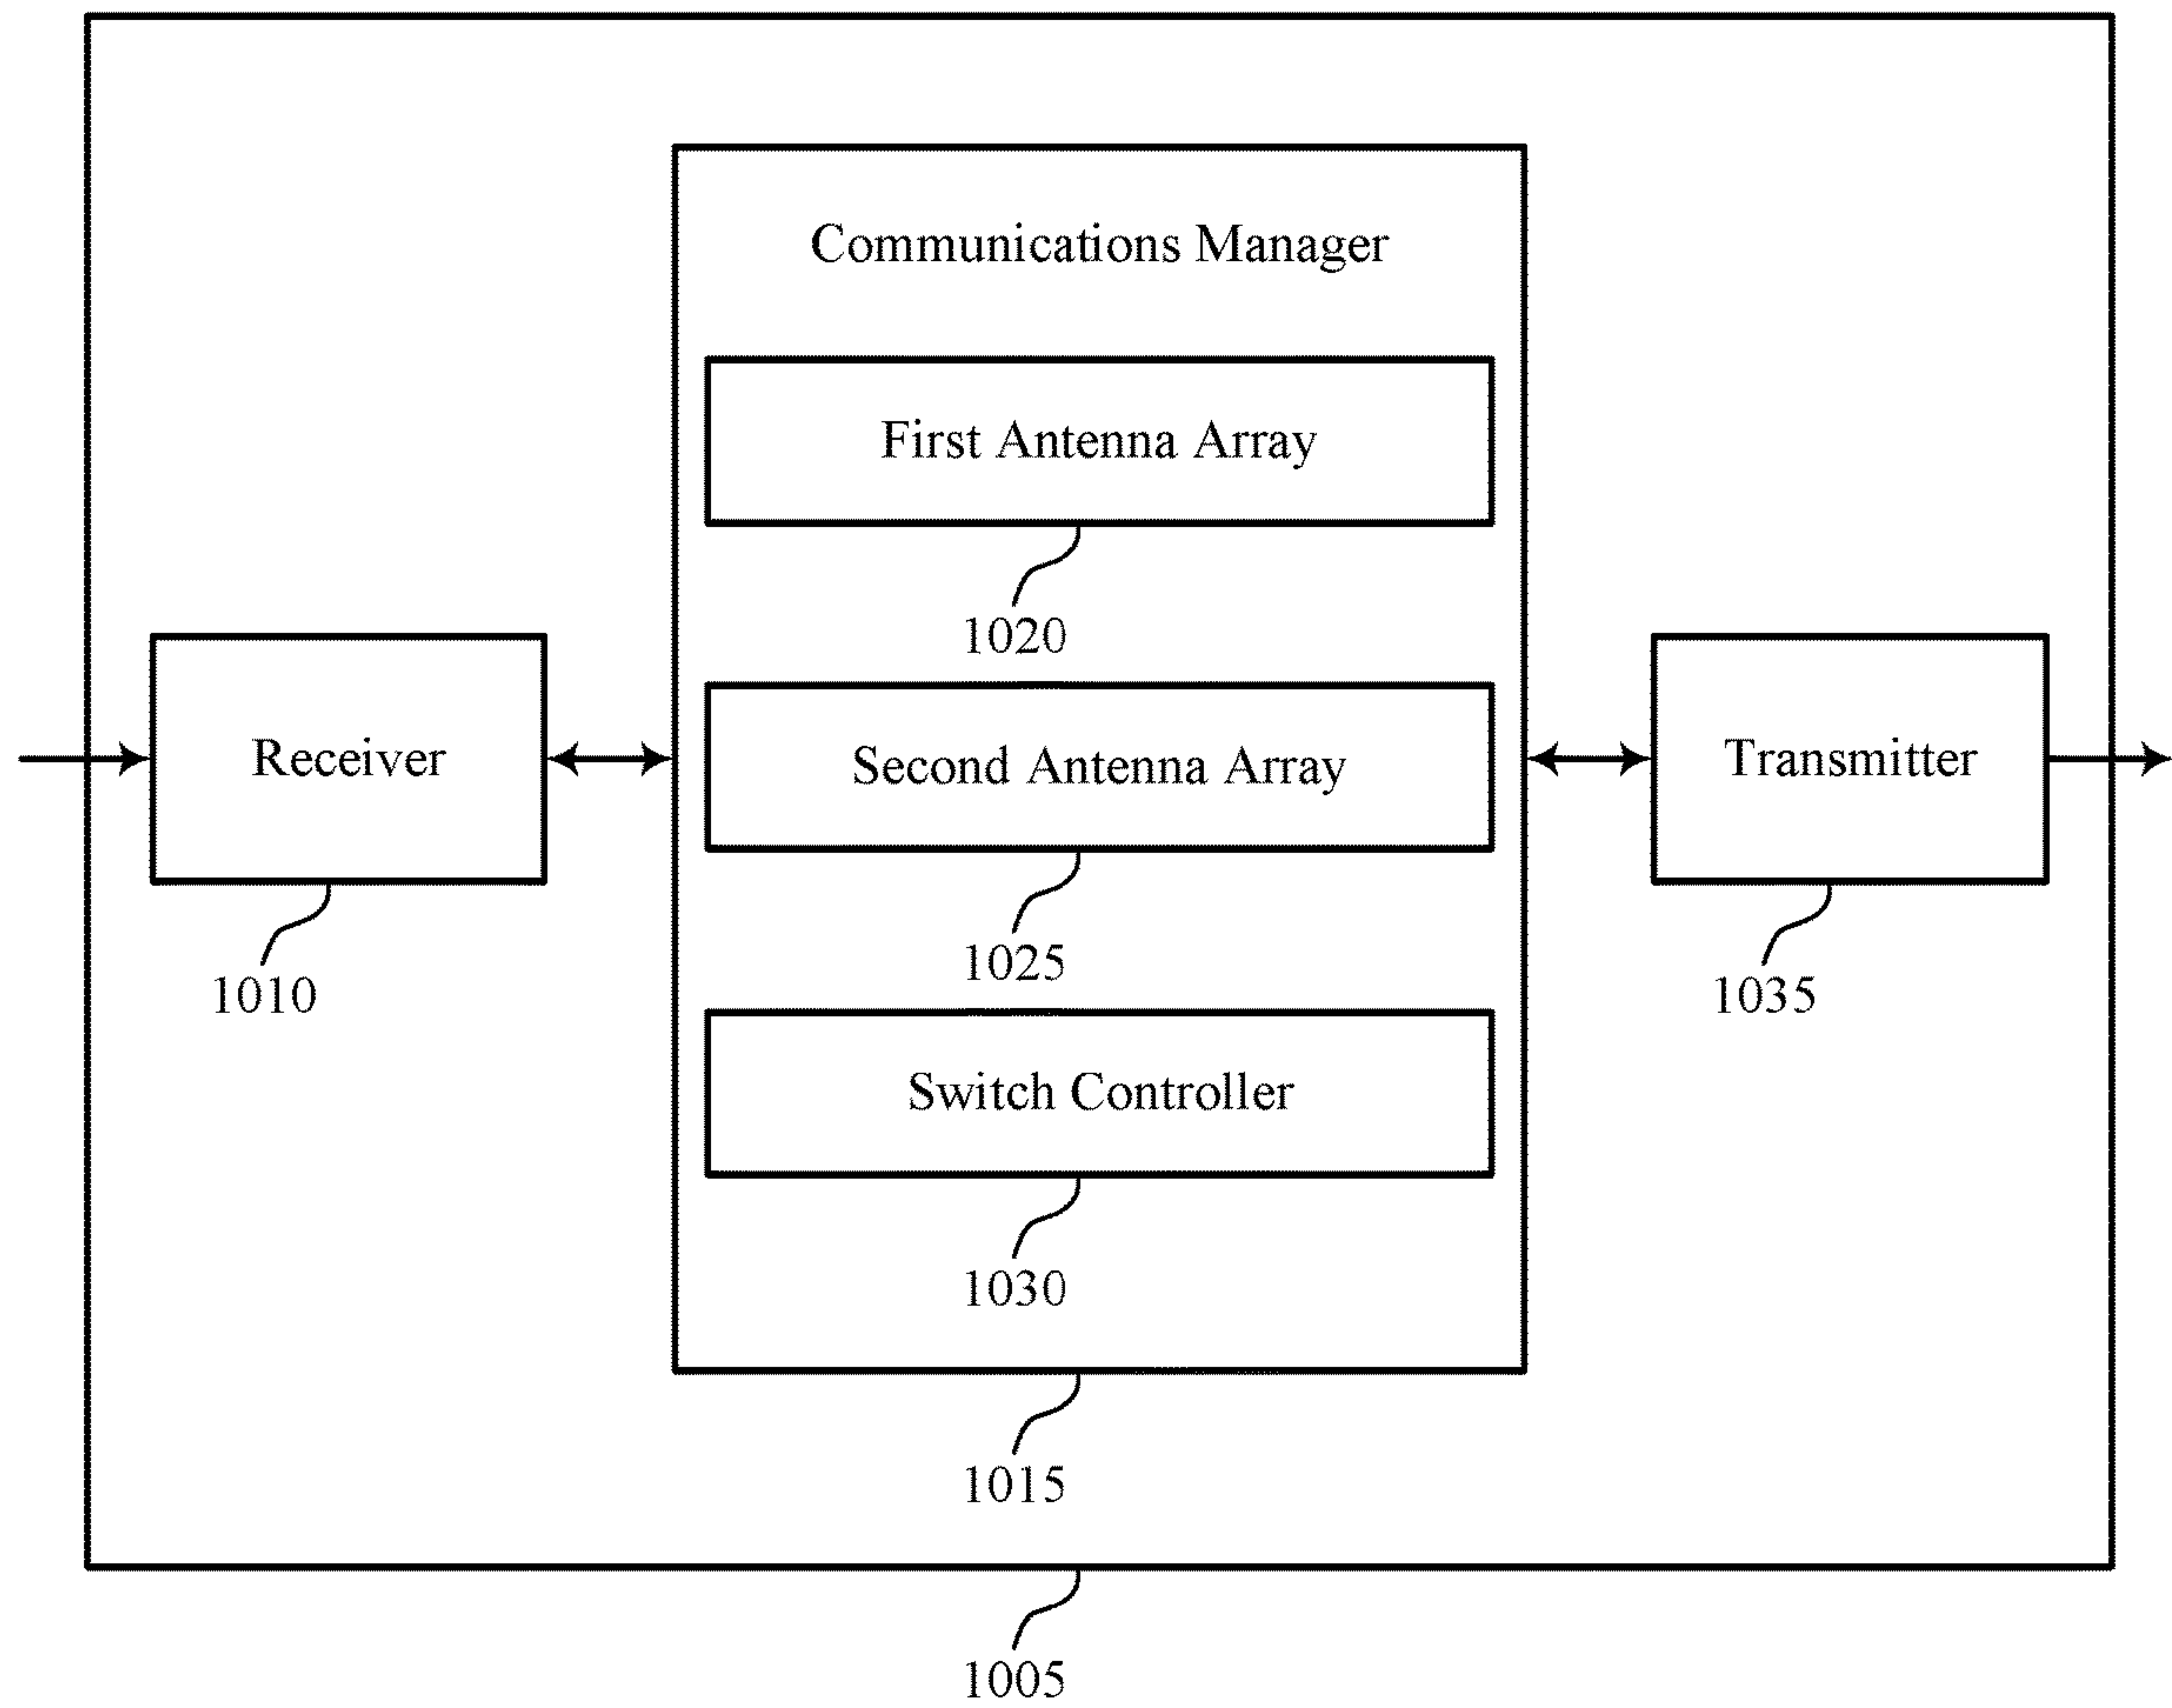 Communications Manager
First Antenna Array
1020
Receiver
1010
Second Antenna Array
1025
Transmitter
1035
Switch Controller
1030
1015
1005